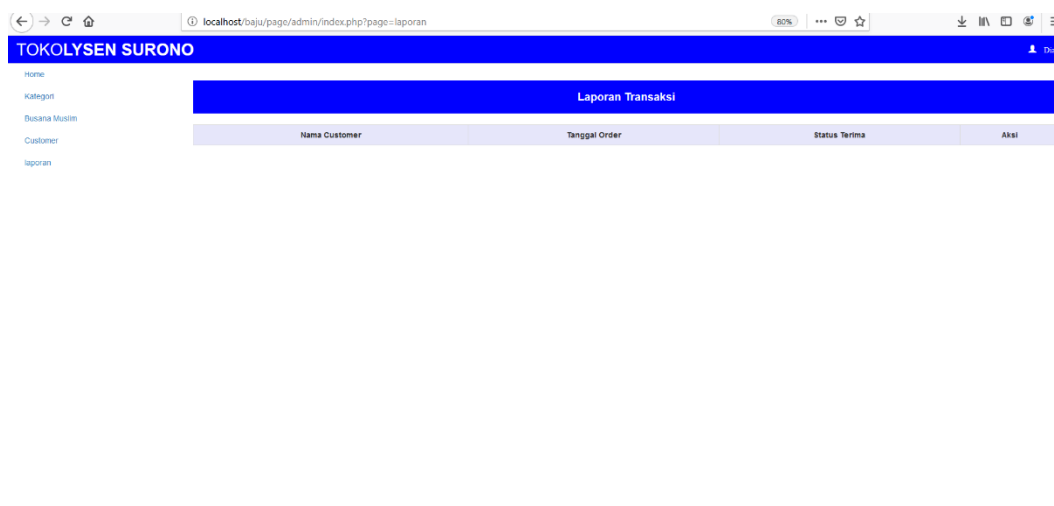 localhost/baju/page/admin/index.php?page=laporan
80%
TOKOLYSEN SURONO
Home
Kategori
Busana Muslim
Customer
laporan
Laporan Transaksi
Nama Customer Tanggal Order Status Terima Aksi